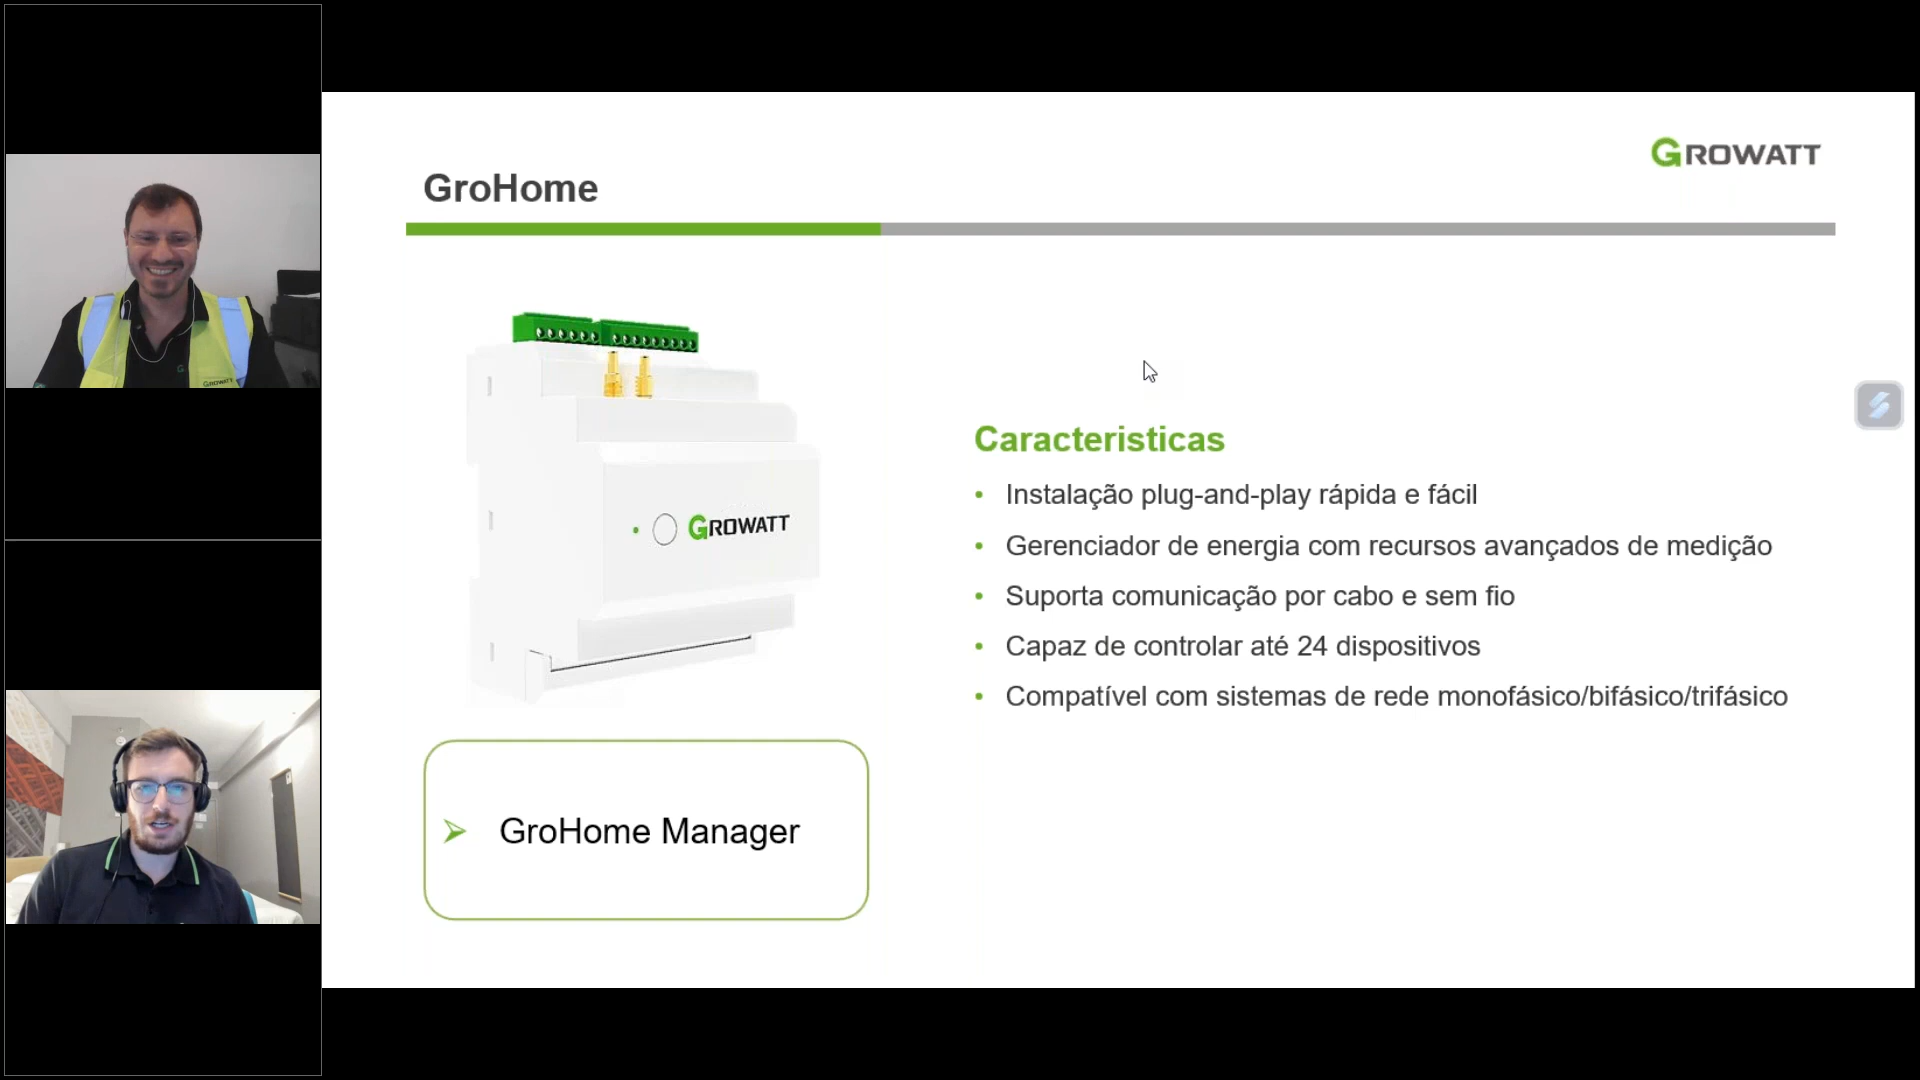 GROWATT
GroHome
GROWATT
Caracteristicas
• Instalação plug-and-play rápida e fácil
• Gerenciador de energia com recursos avançados de medição
• Suporta comunicação por cabo e sem fio
• Capaz de controlar até 24 dispositivos
• Compatível com sistemas de rede monofásico/bifásico/trifásico
GroHome Manager
GROWATT